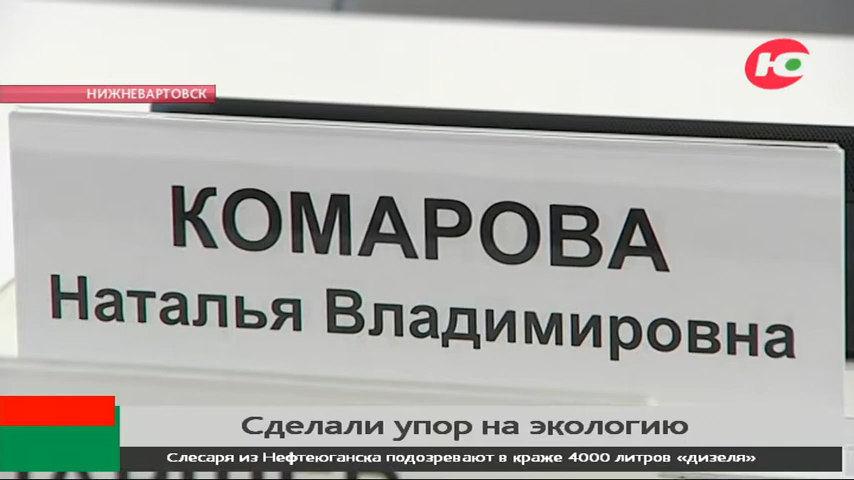 Ю
НИЖНЕВАРТОВСК
КОМАРОВА
Наталья Владимировна
Сделали упор на экологию
Слесаря из Нефтеюганска подозревают в краже 4000 литров «дизеля»